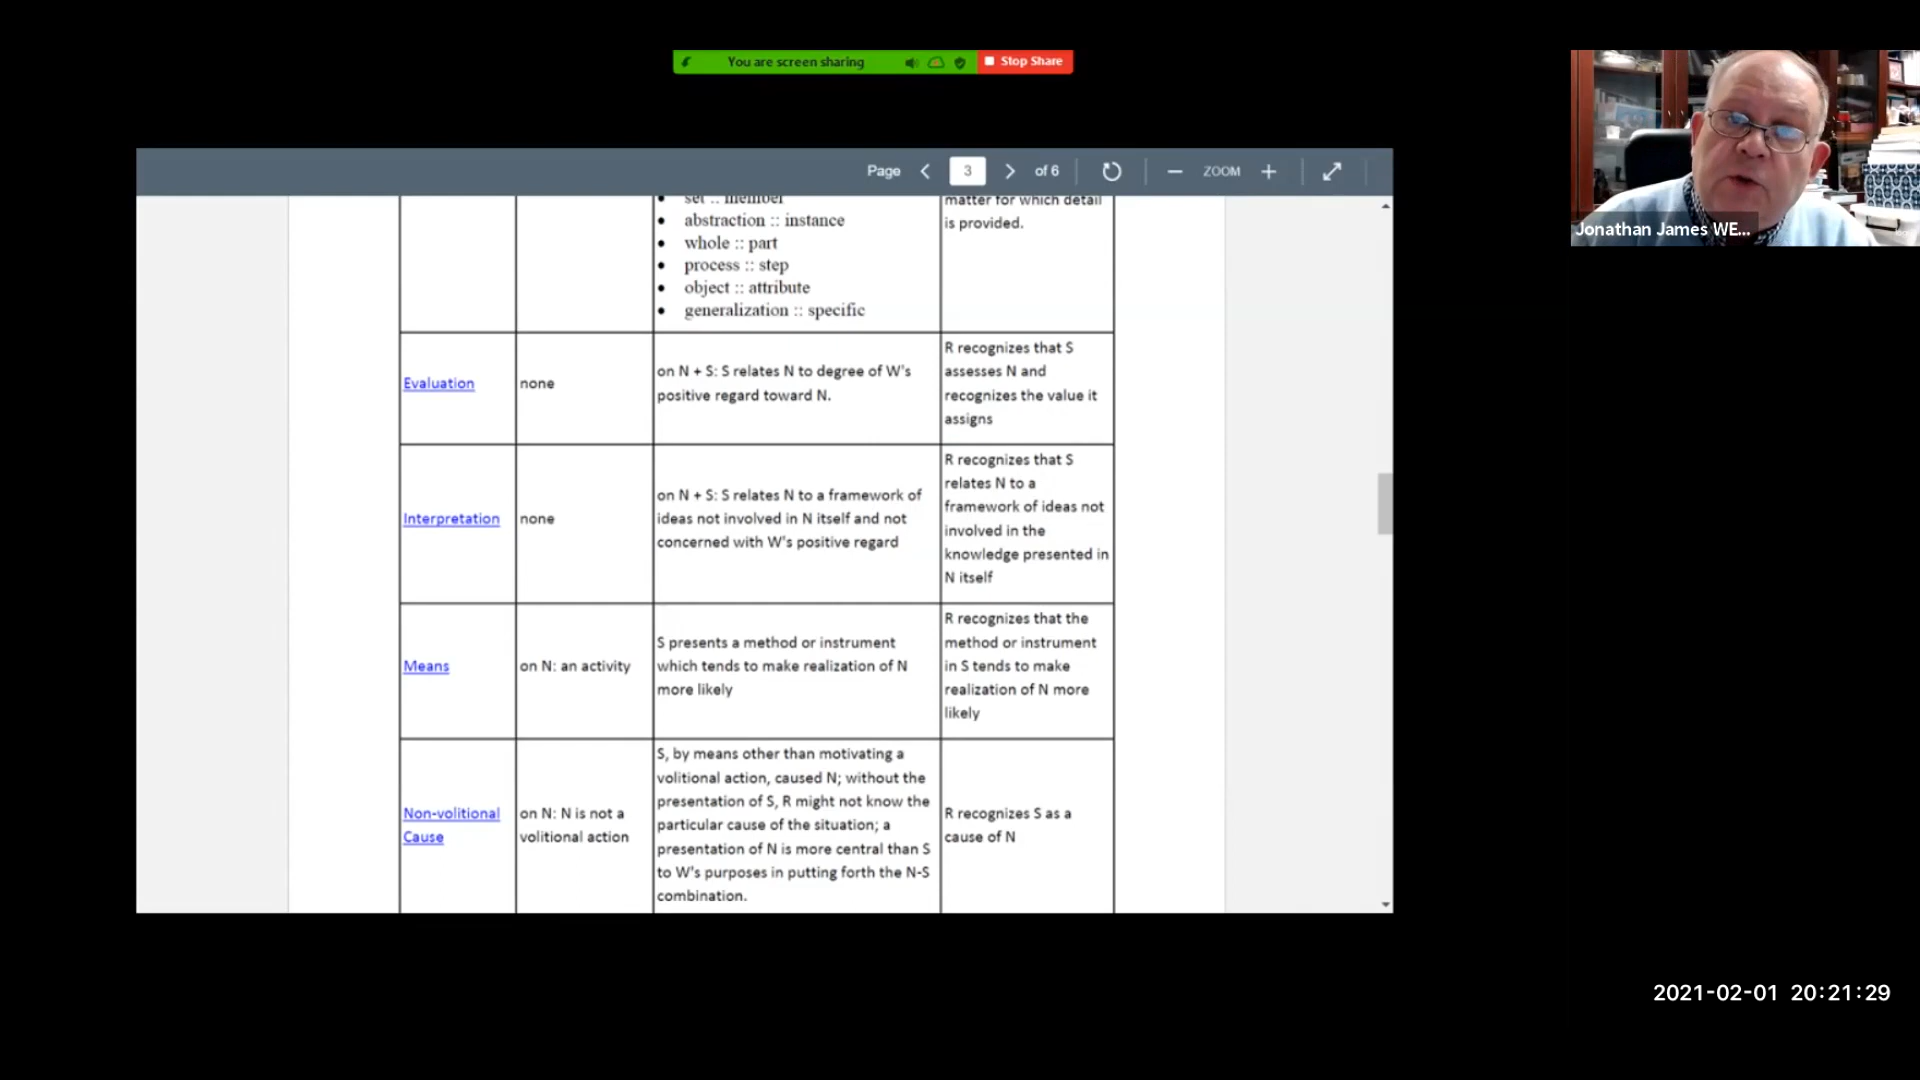 You are screen sharing
Stop Share
Jonathan James WE...
Page
3
of 6
ZOOM
• set :: member
• abstraction :: instance
• whole :: part
• process :: step
• object :: attribute
• generalization :: specific
matter for which detail
is provided.
Evaluation
none
on N + S: S relates N to degree of W's
positive regard toward N.
R recognizes that S
assesses N and
recognizes the value it
assigns
Interpretation
none
on N + S: S relates N to a framework of
ideas not involved in N itself and not
concerned with W's positive regard
R recognizes that S
relates N to a
framework of ideas not
involved in the
knowledge presented in
N itself
Means
on N: an activity
S presents a method or instrument
which tends to make realization of N
more likely
R recognizes that the
method or instrument
in S tends to make
realization of N more
likely
Non-volitional
Cause
on N: N is not a
volitional action
S, by means other than motivating a
volitional action, caused N; without the
presentation of S, R might not know the
particular cause of the situation; a
presentation of N is more central than S
to W's purposes in putting forth the N-S
combination.
R recognizes S as a
cause of N
2021-02-01 20:21:29